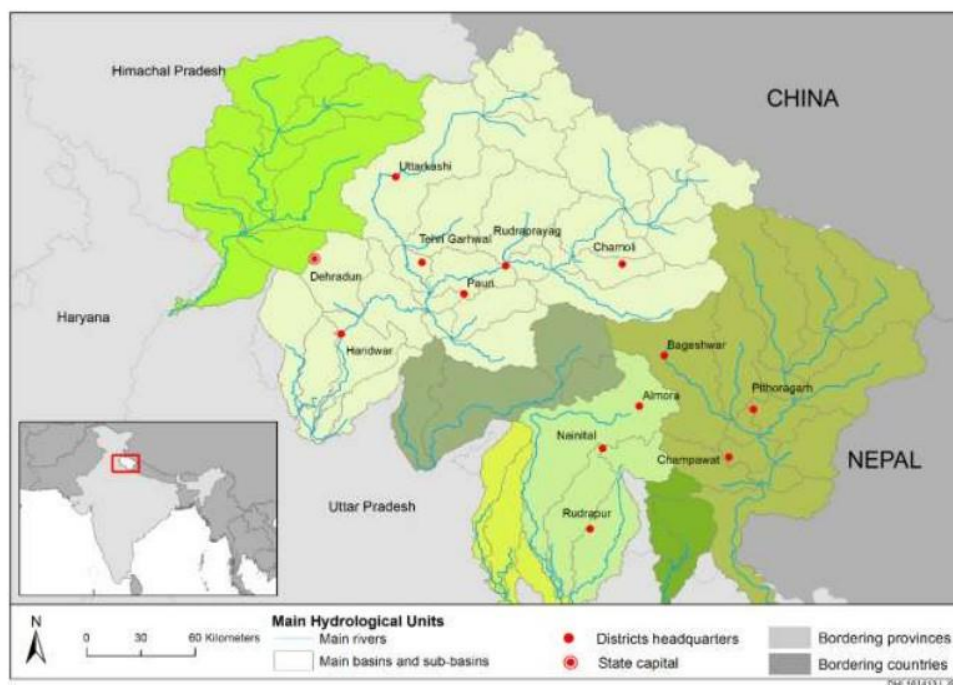 Himachal Pradesh
CHINA
Uttarkashi
Tehri Garhwal
Rudraprayag
Chamoli
Dehradun
Pauri
Haryana
Haridwar
Bageshwar
Pithoragarh
Almora
Nainital
Champawat
NEPAL
Uttar Pradesh
Rudrapur
N
0 30 60 Kilometers
Main Hydrological Units
Main rivers
Main basins and sub-basins
Districts headquarters
State capital
Bordering provinces
Bordering countries